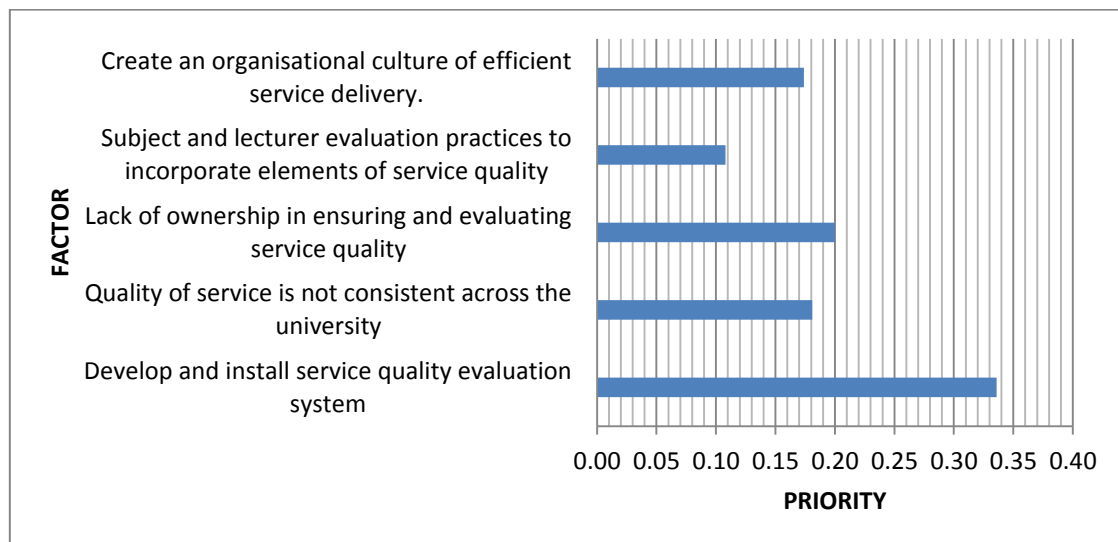 Create an organisational culture of efficient
service delivery.
Subject and lecturer evaluation practices to
incorporate elements of service quality
Lack of ownership in ensuring and evaluating
service quality
Quality of service is not consistent across the
university
Develop and install service quality evaluation
system
FACTOR
0.00 0.05 0.10 0.15 0.20 0.25 0.30 0.35 0.40
PRIORITY